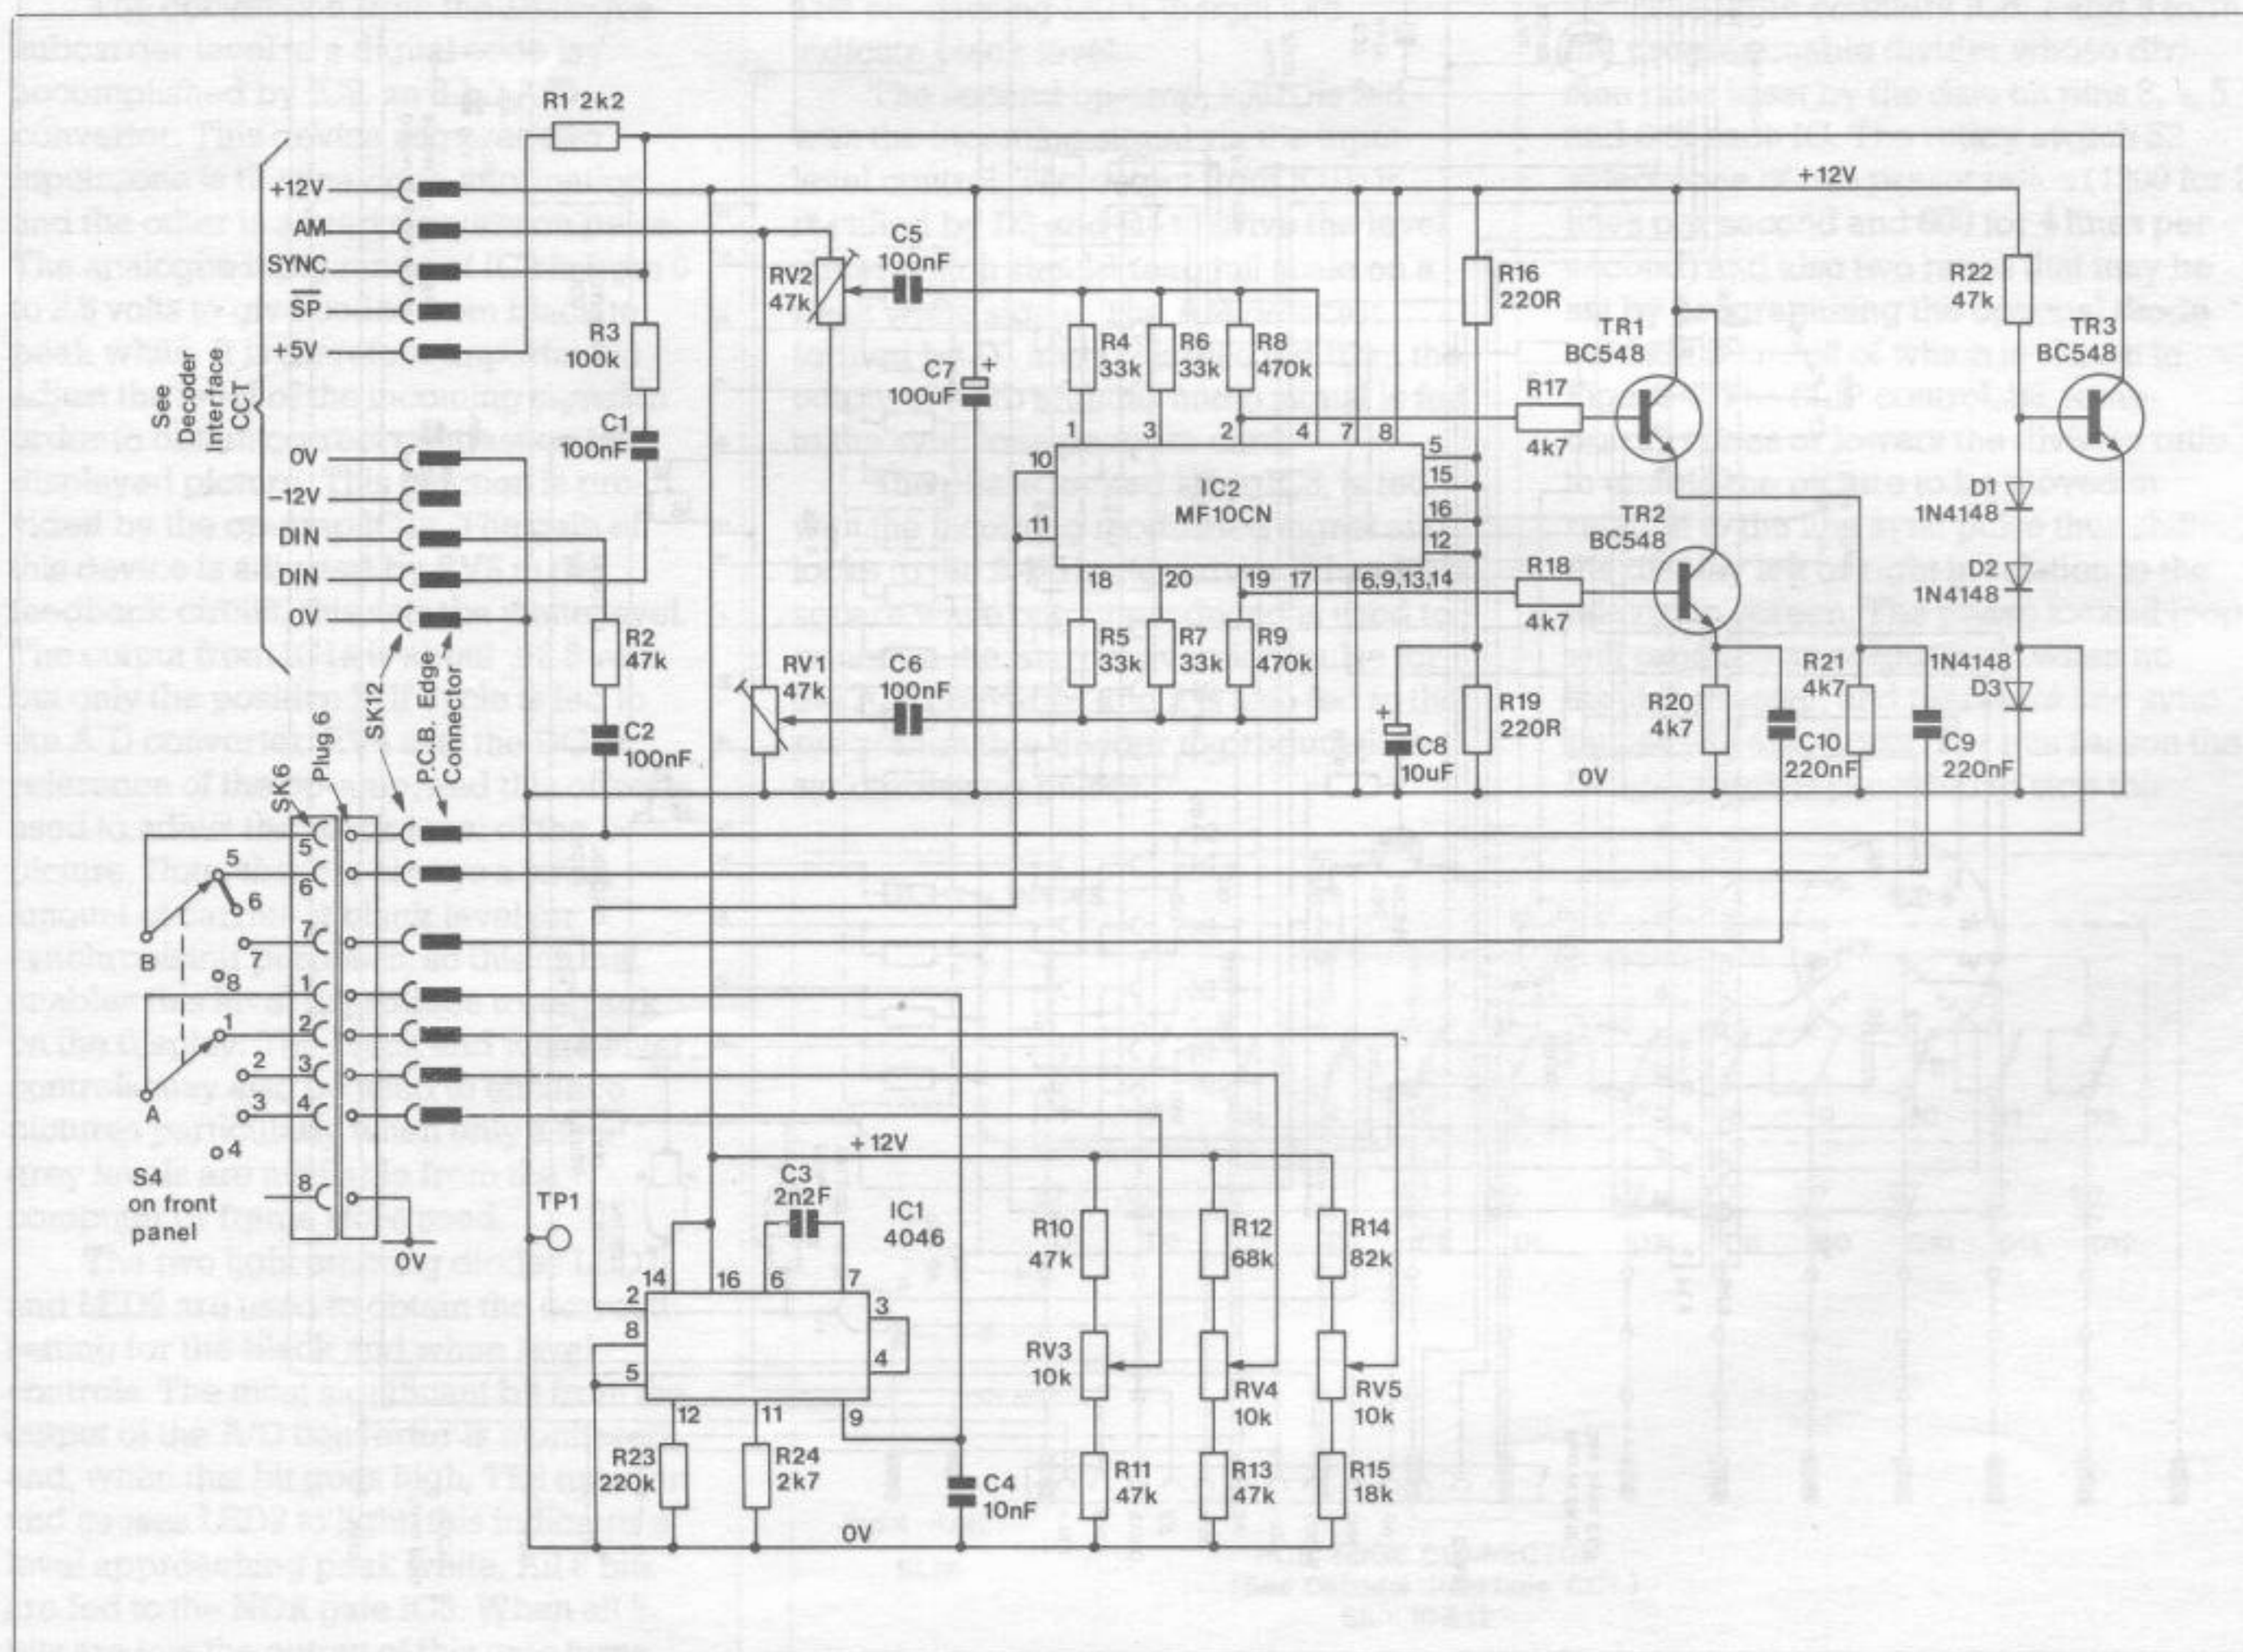 R1 2k2
+12V
AM
SYNC
SP
+5V
See
Decoder
Interface
CCT
0V
−12V
DIN
DIN
0V
R3
100k
C1
100nF
R2
47k
C2
100nF
SK12
P.C.B. Edge
Connector
Plug 6
SK6
RV2
47k
C5
100nF
C7
100uF
+
RV1
47k
C6
100nF
R4
33k
R6
33k
R8
470k
1
3
2
4
7
8
10
11
IC2
MF10CN
5
15
16
12
18
20
19
17
6,9,13,14
R5
33k
R7
33k
R9
470k
+12V
R16
220R
R17
4k7
TR1
BC548
TR2
BC548
R18
4k7
R19
220R
+
C8
10uF
R20
4k7
R21
4k7
C10
220nF
C9
220nF
0V
R22
47k
TR3
BC548
D1
1N4148
D2
1N4148
1N4148
D3
5
6
7
1
2
3
4
8
5
6
7
8
B
1
2
3
4
A
S4
on front
panel
0V
TP1
+12V
C3
2n2F
IC1
4046
14
16
6
7
2
8
5
3
4
12
11
9
R23
220k
R24
2k7
C4
10nF
0V
R10
47k
R12
68k
R14
82k
RV3
10k
RV4
10k
RV5
10k
R11
47k
R13
47k
R15
18k